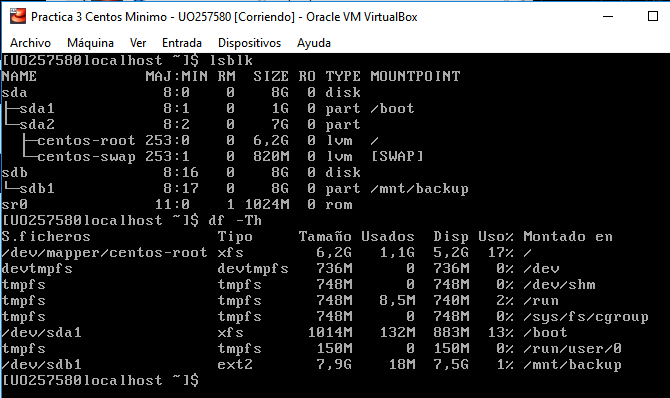 Practica 3 Centos Minimo - UO257580 [Corriendo] - Oracle VM VirtualBox
Archivo Máquina Ver Entrada Dispositivos Ayuda
[UO257580@localhost ~]$ lsblk
NAME MAJ:MIN RM SIZE RO TYPE MOUNTPOINT
sda 8:0 0 8G 0 disk
├─sda1 8:1 0 1G 0 part /boot
└─sda2 8:2 0 7G 0 part
  ├─centos-root 253:0 0 6,2G 0 lvm /
  └─centos-swap 253:1 0 820M 0 lvm [SWAP]
sdb 8:16 0 8G 0 disk
└─sdb1 8:17 0 8G 0 part /mnt/backup
sr0 11:0 1 1024M 0 rom
[UO257580@localhost ~]$ df -Th
S.ficheros Tipo Tamaño Usados Disp Uso% Montado en
/dev/mapper/centos-root xfs 6,2G 1,1G 5,2G 17% /
devtmpfs devtmpfs 736M 0 736M 0% /dev
tmpfs tmpfs 748M 0 748M 0% /dev/shm
tmpfs tmpfs 748M 8,5M 740M 2% /run
tmpfs tmpfs 748M 0 748M 0% /sys/fs/cgroup
/dev/sda1 xfs 1014M 132M 883M 13% /boot
tmpfs tmpfs 150M 0 150M 0% /run/user/0
/dev/sdb1 ext2 7,9G 18M 7,5G 1% /mnt/backup
[UO257580@localhost ~]$